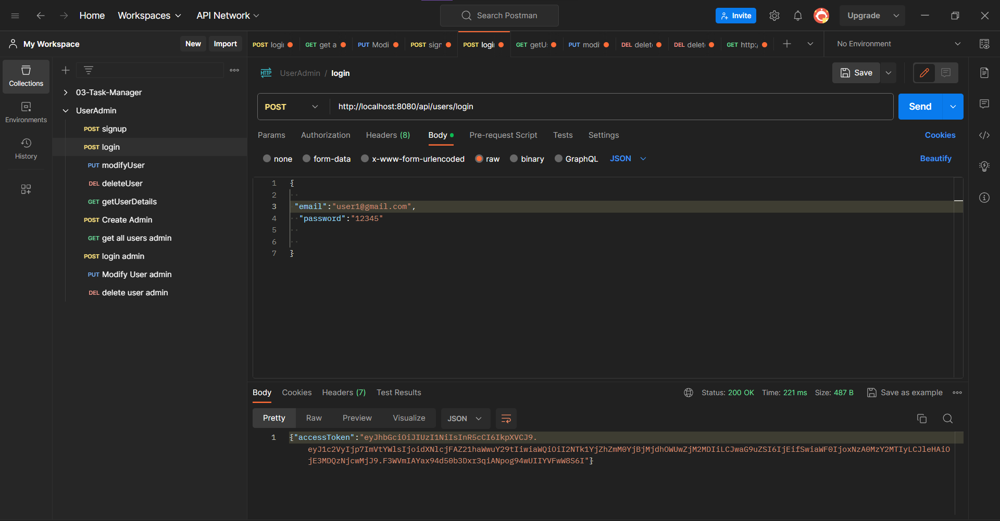 Home Workspaces API Network Search Postman Invite Upgrade
My Workspace New Import
POST logi GET get a PUT Modi POST sign POST logi GET getU PUT modi DEL delet DEL delet GET http:/ No Environment
Collections
Environments
History
03-Task-Manager
UserAdmin
POST signup
POST login
PUT modifyUser
DEL deleteUser
GET getUserDetails
POST Create Admin
GET get all users admin
POST login admin
PUT Modify User admin
DEL delete user admin
HTTP UserAdmin / login Save
POST http://localhost:8080/api/users/login Send
Params Authorization Headers (8) Body Pre-request Script Tests Settings Cookies
none form-data x-www-form-urlencoded raw binary GraphQL JSON Beautify
1 {
2
3 "email":"user1@gmail.com",
4 "password":"12345"
5
6
7 }
Body Cookies Headers (7) Test Results Status: 200 OK Time: 221 ms Size: 487 B Save as example
Pretty Raw Preview Visualize JSON
1 {"accessToken":"eyJhbGciOiJIUzI1NiIsInR5cCI6IkpXVCJ9.
eyJ1c2VyIjp7ImVtYWlsIjoidXNlcjFAZ21haWwuY29tIiwiaWQiOiI2NTk1YjZhZmM0YjBjMjdhOWUwZjM2MDIiLCJwaG9uZSI6IjEifSwiaWF0IjoxNzA0MzY2MTIyLCJleHAiO
jE3MDQzNjcwMjJ9.F3WVmIAYax94d50b3Dxr3qiANpog94wUIIYVFwW8S6I"}